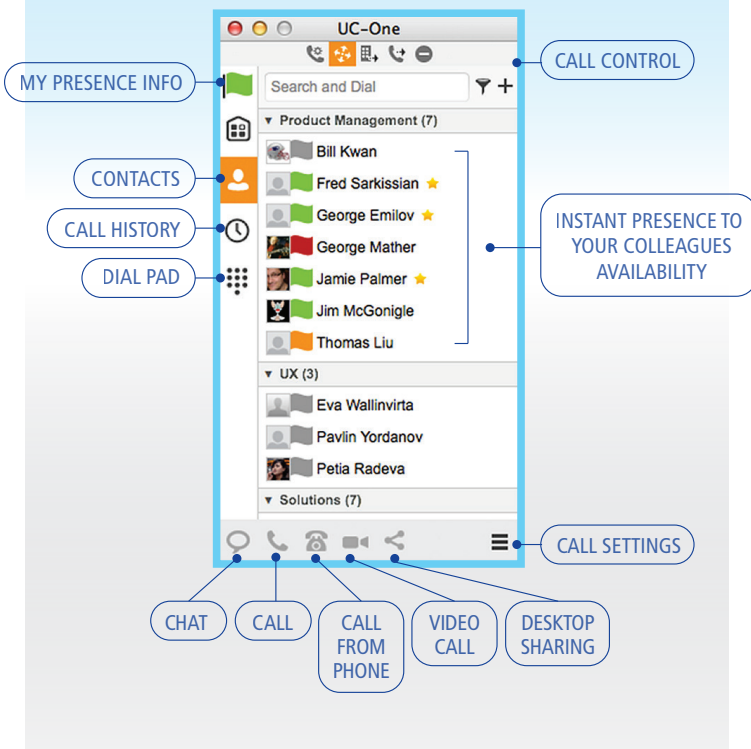 UC-One
CALL CONTROL
MY PRESENCE INFO
Search and Dial
Product Management (7)
Bill Kwan
CONTACTS
Fred Sarkissian
George Emilov
CALL HISTORY
George Mather
INSTANT PRESENCE TO
YOUR COLLEAGUES
AVAILABILITY
DIAL PAD
Jamie Palmer
Jim McGonigle
Thomas Liu
UX (3)
Eva Wallinvirta
Pavlin Yordanov
Petia Radeva
Solutions (7)
CALL SETTINGS
CHAT
CALL
CALL
FROM
PHONE
VIDEO
CALL
DESKTOP
SHARING